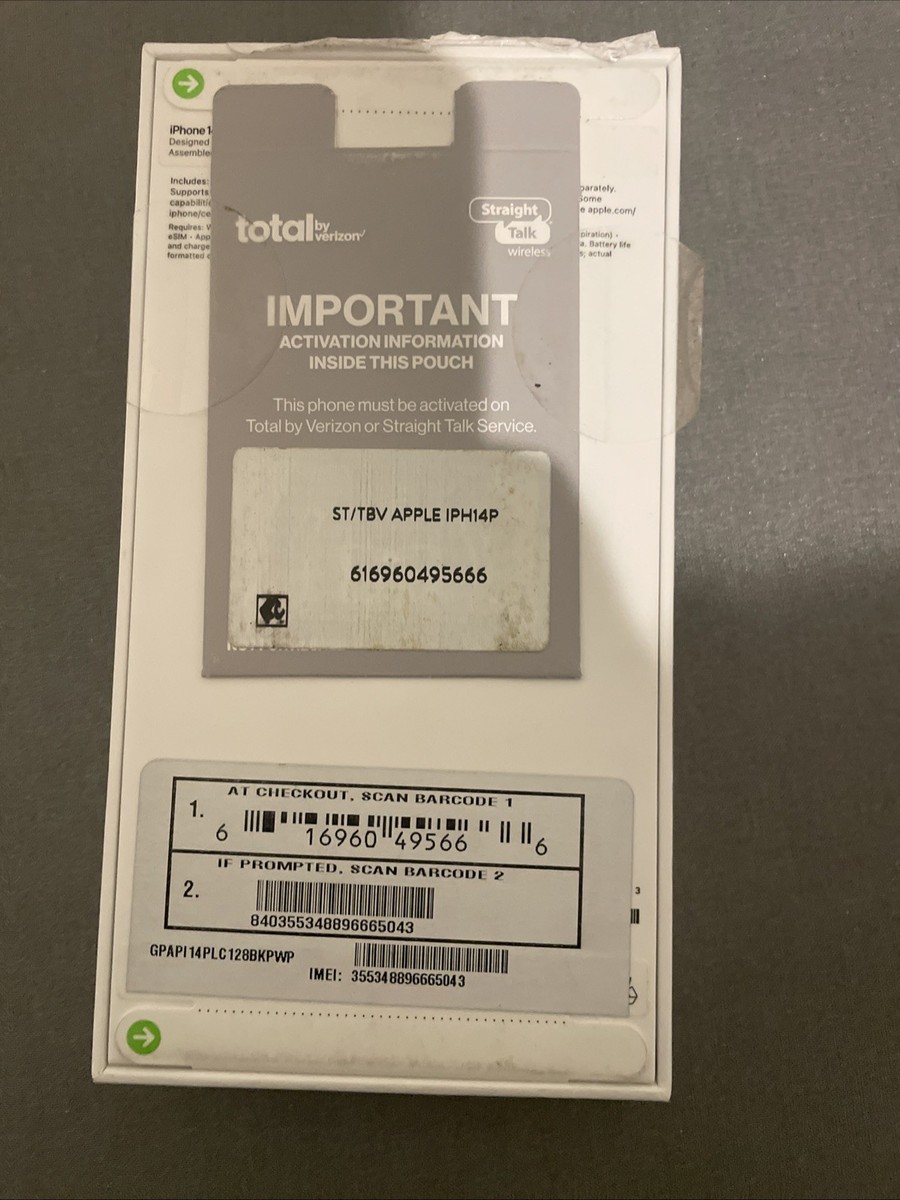 iPhone 1
Designed
Assemble
Includes:
Supports
capabiliti
iphone/ce
Requires:
eSIM - App
and charge
formatted
parately.
Some
e apple.com/
piration) -
a. Battery life
s; actual
total by verizon
Straight
Talk
wireless
IMPORTANT
ACTIVATION INFORMATION
INSIDE THIS POUCH
This phone must be activated on
Total by Verizon or Straight Talk Service.
ST/TBV APPLE IPH14P
616960495666
AT CHECKOUT, SCAN BARCODE 1
1.
6 16960 49566 6
IF PROMPTED, SCAN BARCODE 2
2.
840355348896665043
GPAPI14PLC128BKPWP
IMEI: 355348896665043
3